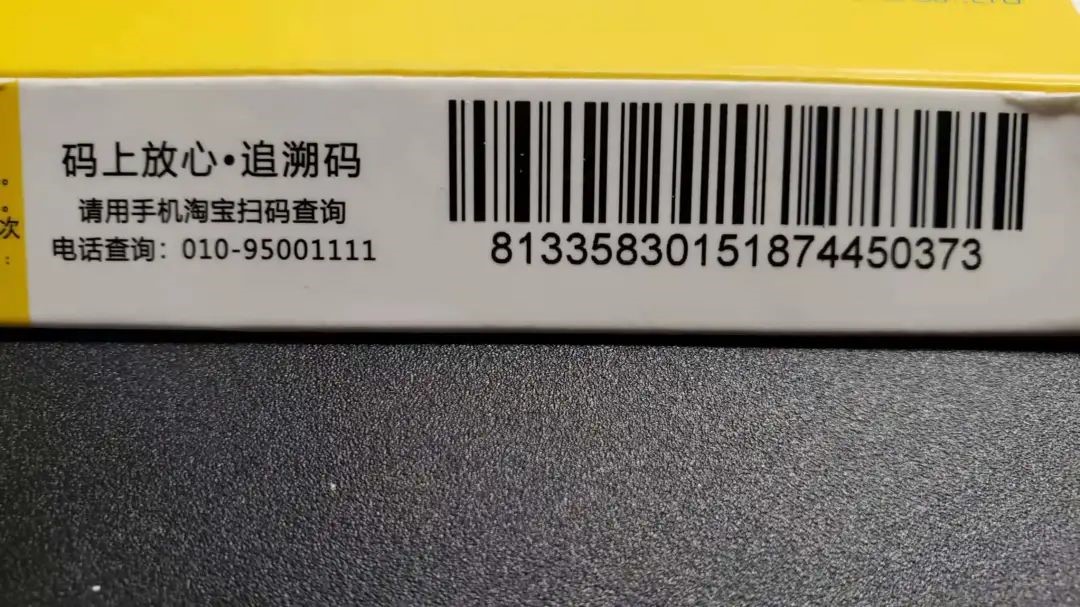 码上放心•追溯码
请用手机淘宝扫码查询
电话查询：010-95001111
81335830151874450373
次